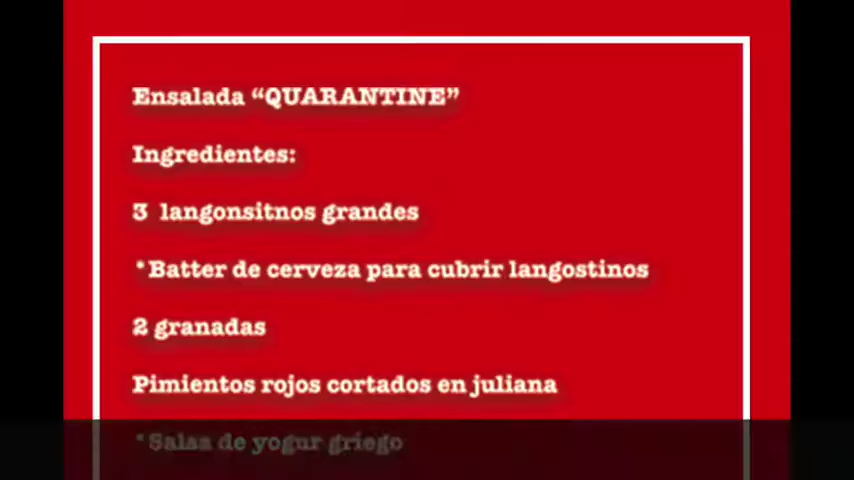 Ensalada “QUARANTINE”
Ingredientes:
3 langonsitnos grandes
*Batter de cerveza para cubrir langostinos
2 granadas
Pimientos rojos cortados en juliana
*Salsa de yogur griego